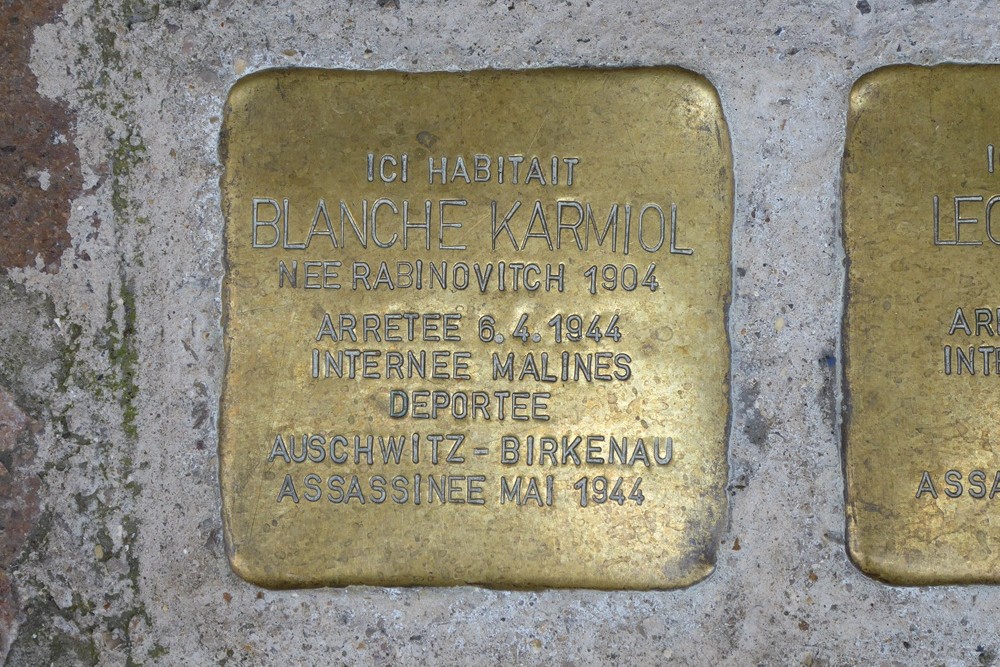 ICI HABITAIT
BLANCHE KARMIOL
NEE RABINOVITCH 1904
ARRETEE 6.4.1944
INTERNEE MALINES
DEPORTEE
AUSCHWITZ-BIRKENAU
ASSASSINEE MAI 1944